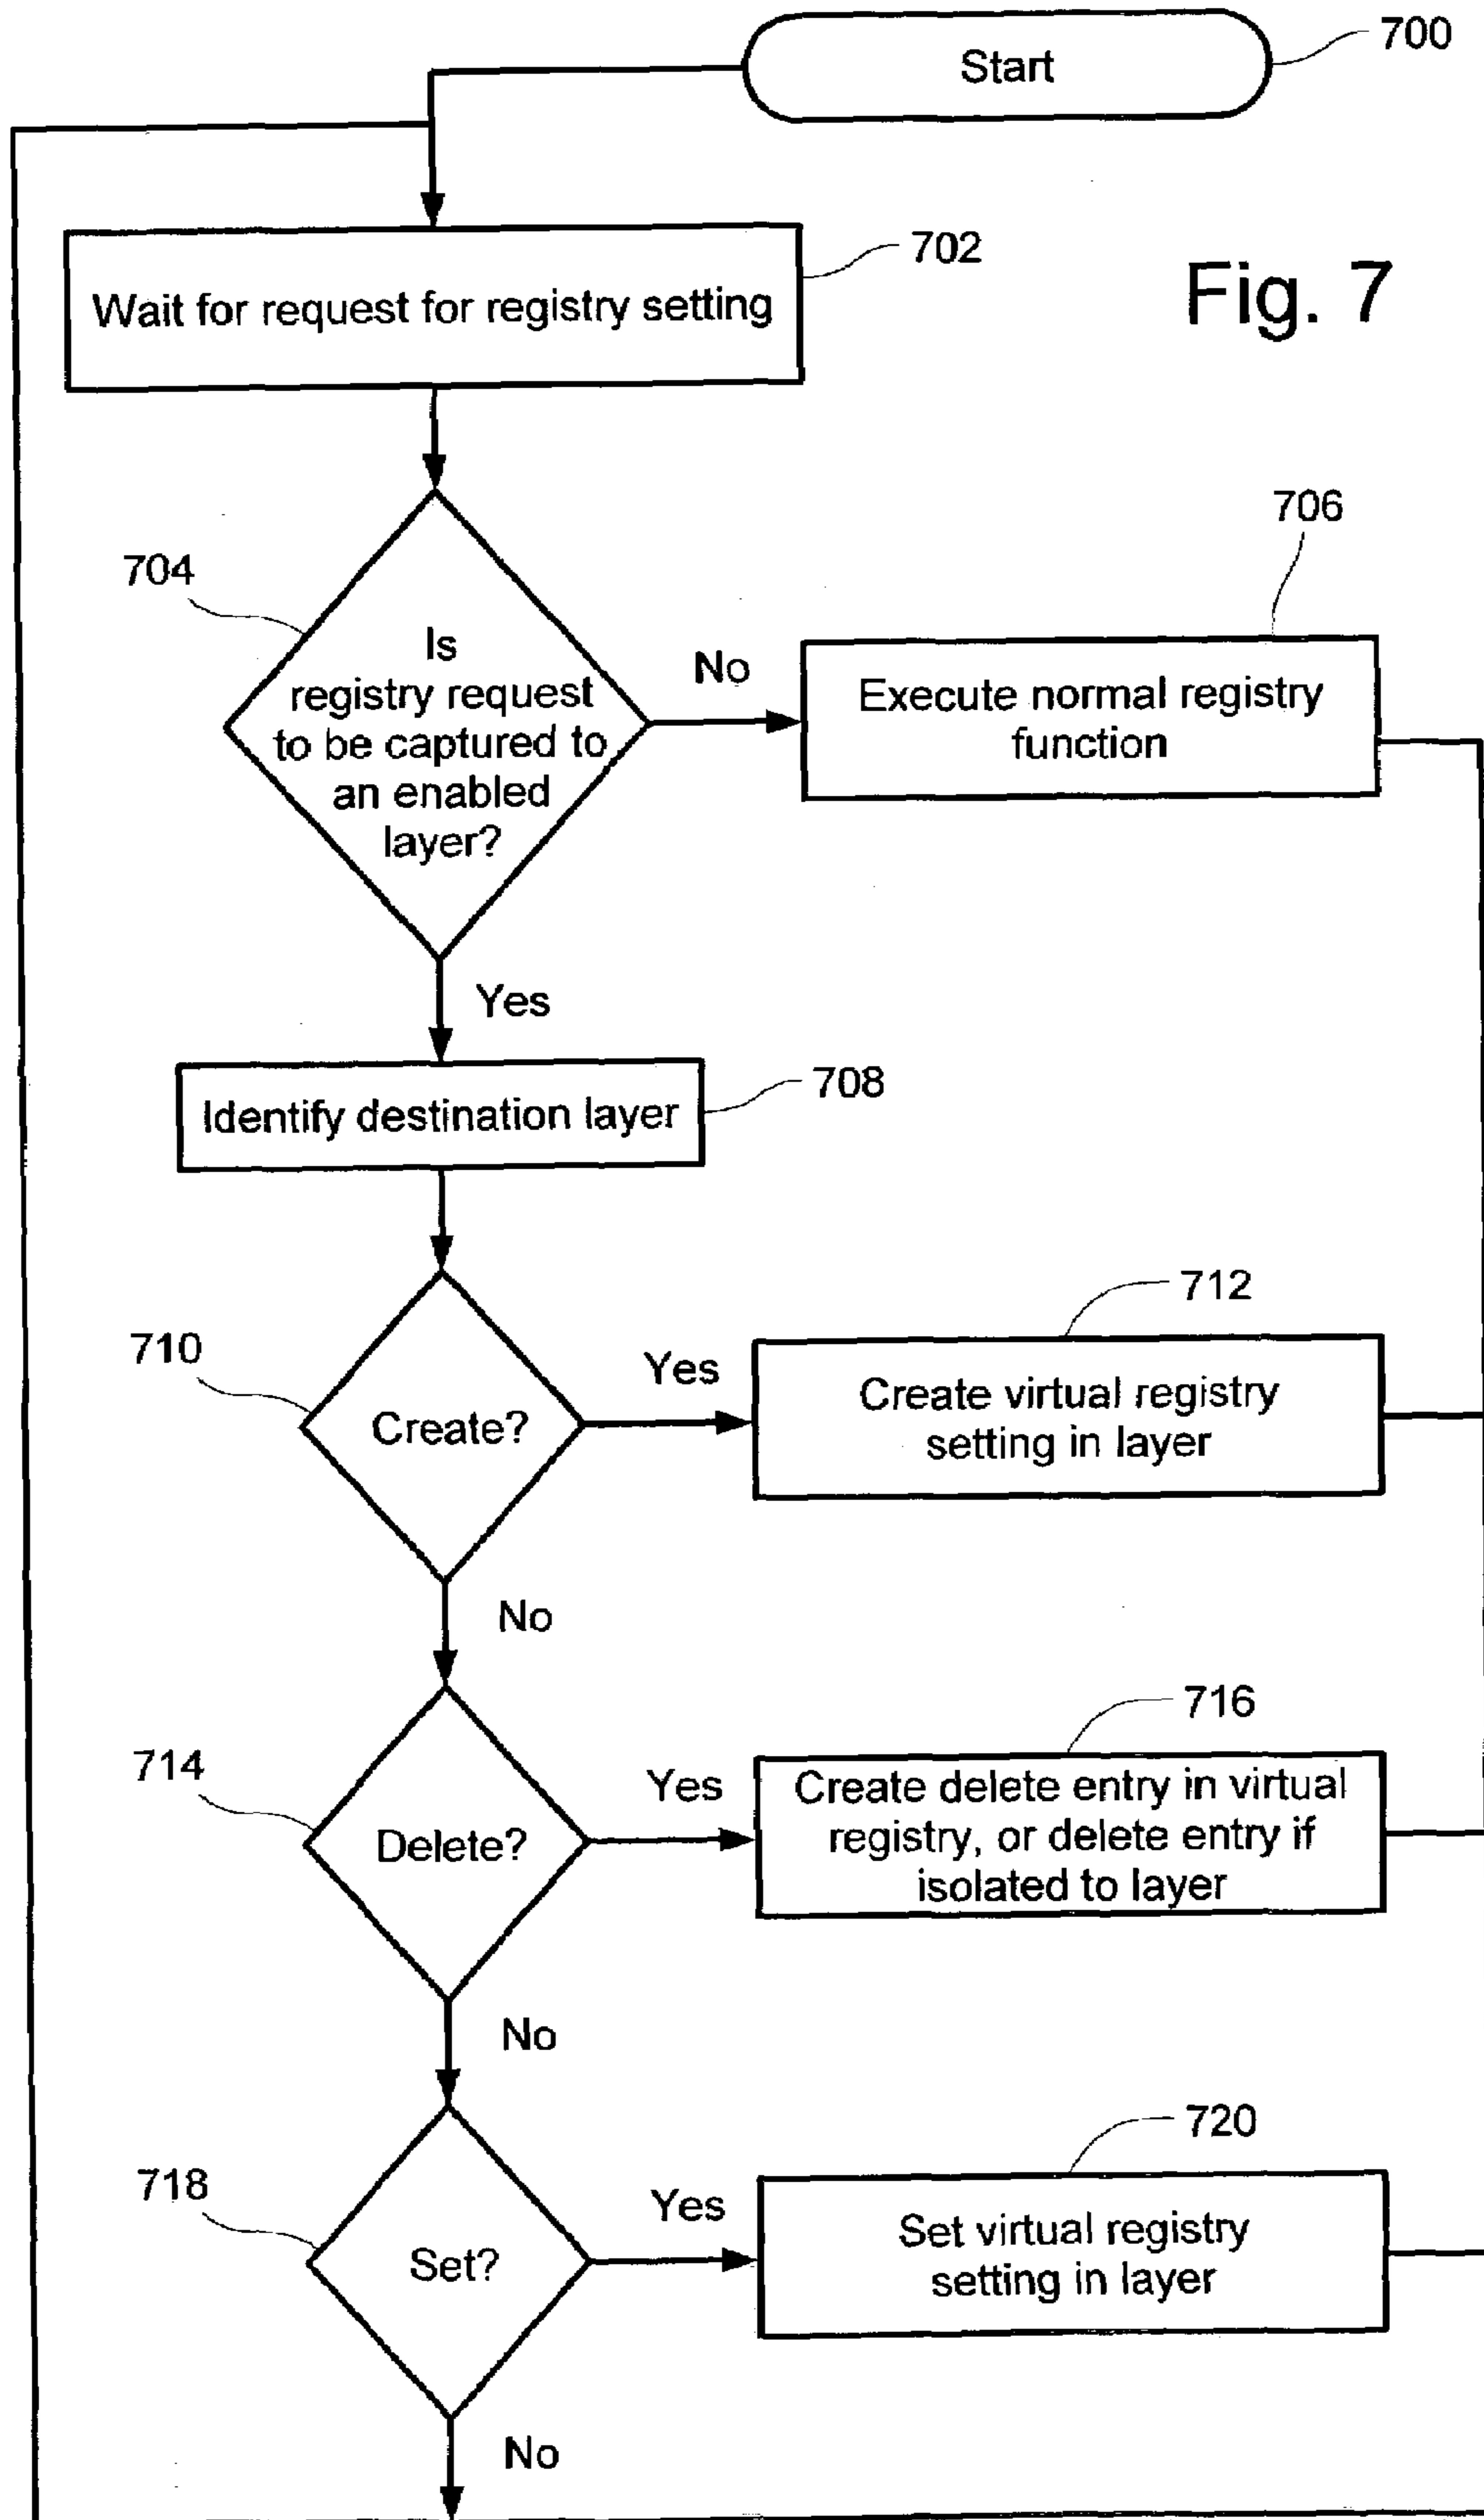 Start
700
702
Wait for request for registry setting
Fig. 7
704
Is
registry request
to be captured to
an enabled
layer?
No
706
Execute normal registry
function
Yes
708
Identify destination layer
710
Create?
Yes
712
Create virtual registry
setting in layer
No
714
Delete?
Yes
716
Create delete entry in virtual
registry, or delete entry if
isolated to layer
No
718
Set?
Yes
720
Set virtual registry
setting in layer
No